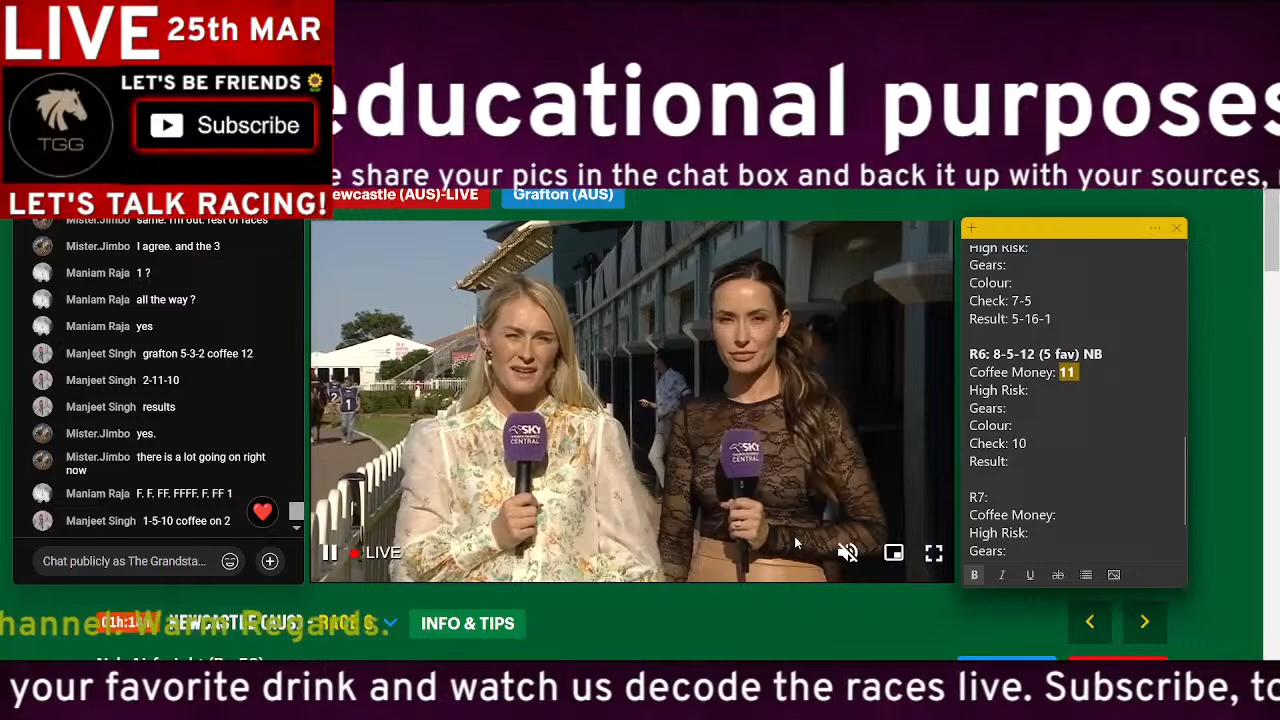 LIVE 25th MAR
LET'S BE FRIENDS
TGG
Subscribe
LET'S TALK RACING!
educational purposes
share your pics in the chat box and back it up with your sources,
ewcastle (AUS)-LIVE
Grafton (AUS)
Mister.Jimbo same. I'm out. rest of races
Mister.Jimbo I agree. and the 3
Maniam Raja 1 ?
Maniam Raja all the way ?
Maniam Raja yes
Manjeet Singh grafton 5-3-2 coffee 12
Manjeet Singh 2-11-10
Manjeet Singh results
Mister.Jimbo yes.
Mister.Jimbo there is a lot going on right
now
Maniam Raja F. F. FF. FFFF. F. FF 1
Manjeet Singh 1-5-10 coffee on 2
Chat publicly as The Grandsta...
1
SKY
THOROUGHBRED
CENTRAL
SKY
THOROUGHBRED
CENTRAL
LIVE
High Risk:
Gears:
Colour:
Check: 7-5
Result: 5-16-1
R6: 8-5-12 (5 fav) NB
Coffee Money: 11
High Risk:
Gears:
Colour:
Check: 10
Result:
R7:
Coffee Money:
High Risk:
Gears:
B I U ab
NEWCASTLE (AUS) - RACE
INFO & TIPS
hannel. Warm Regards.
your favorite drink and watch us decode the races live. Subscribe, to